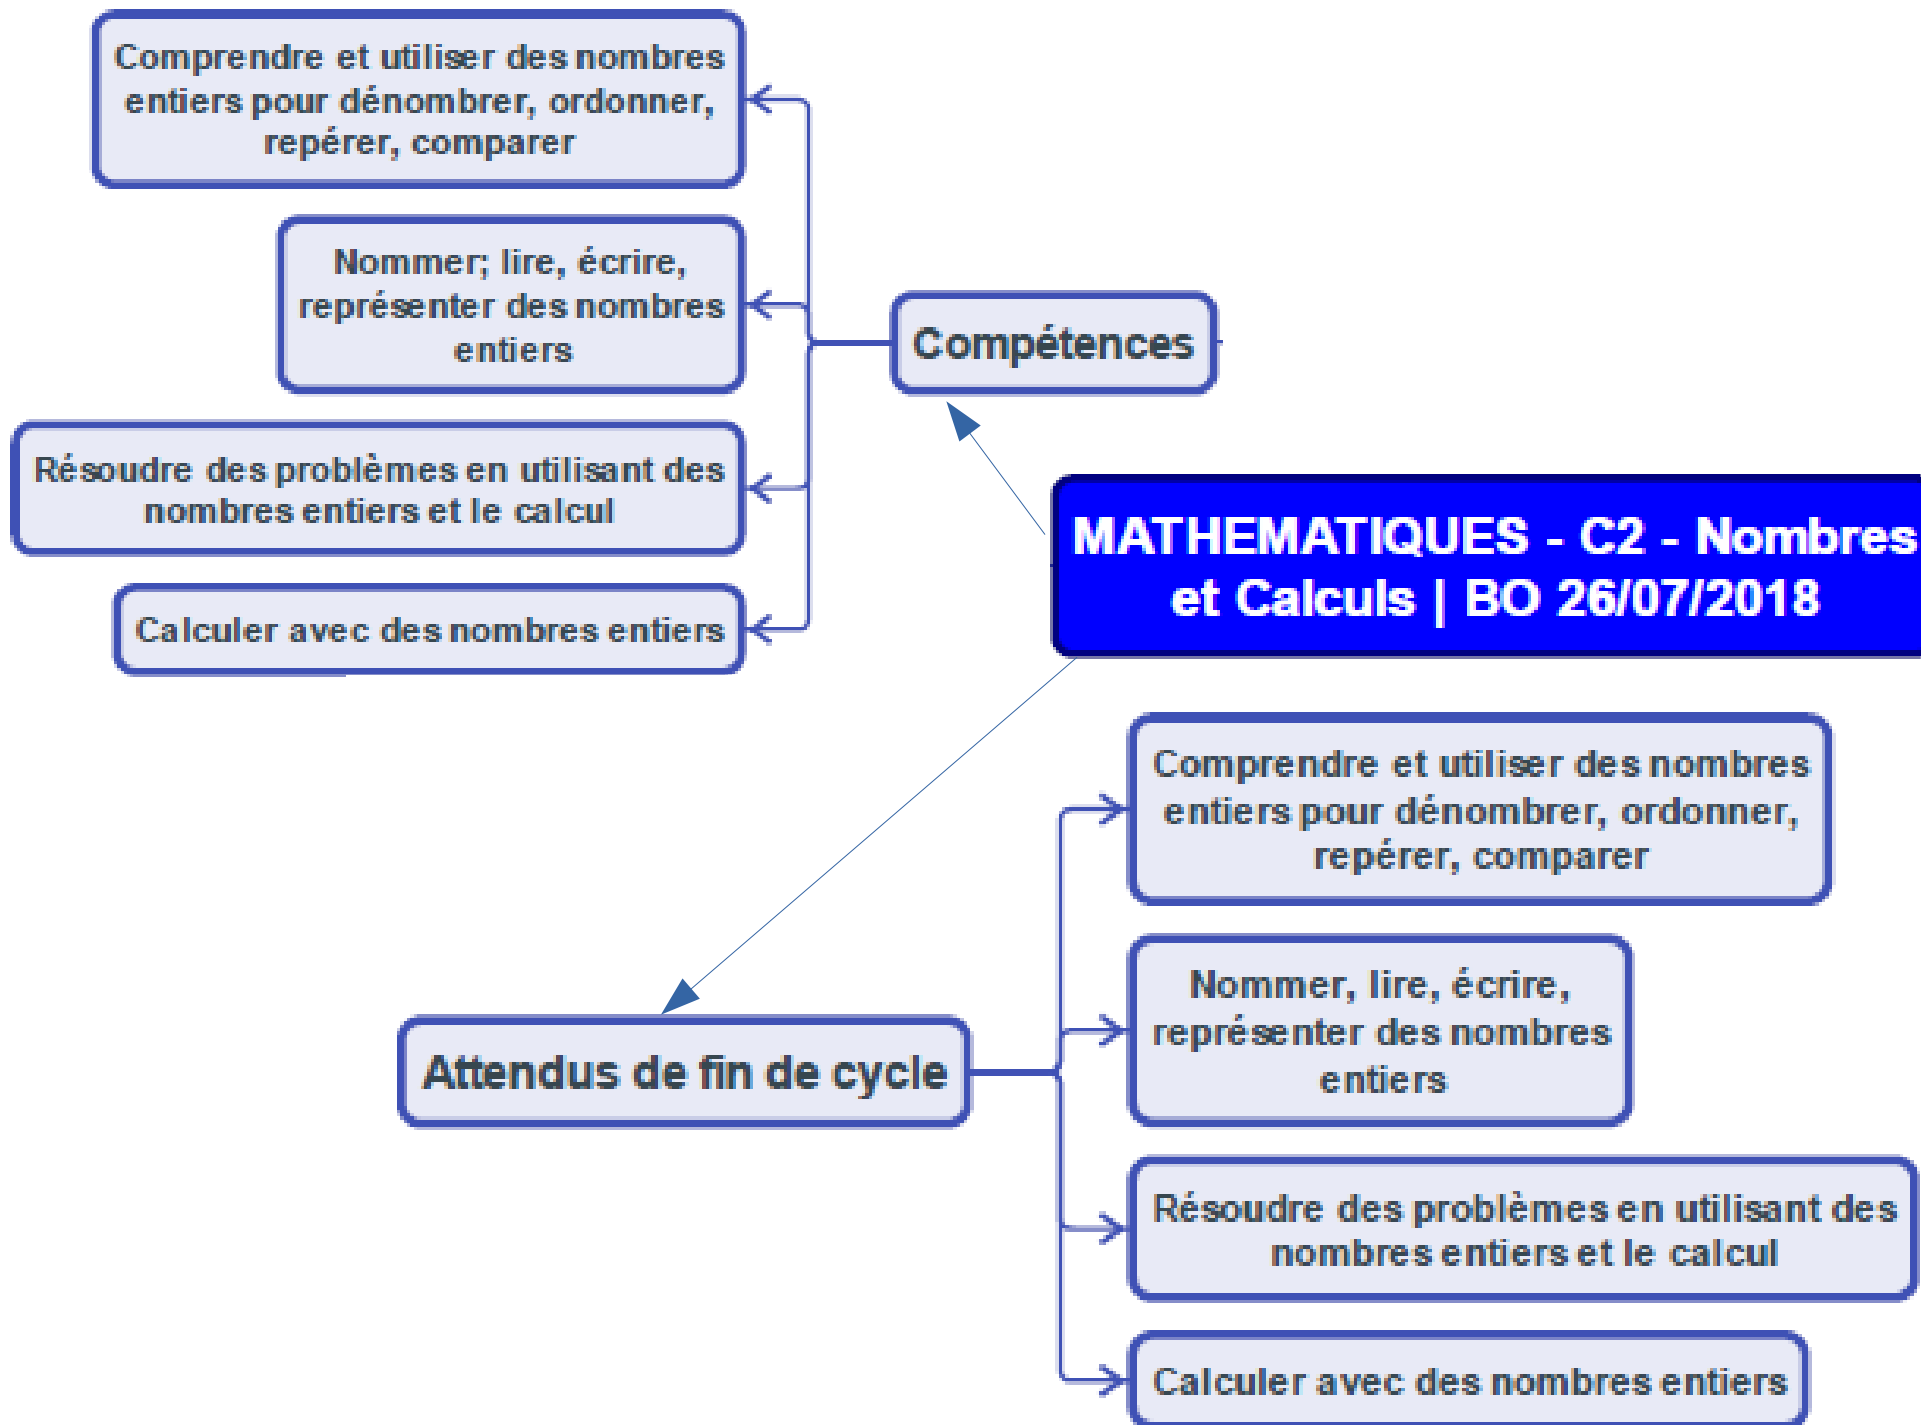 Comprendre et utiliser des nombres
entiers pour dénombrer, ordonner,
repérer, comparer
Nommer; lire, écrire,
représenter des nombres
entiers
Compétences
Résoudre des problèmes en utilisant des
nombres entiers et le calcul
Calculer avec des nombres entiers
MATHEMATIQUES - C2 - Nombres
et Calculs | BO 26/07/2018
Comprendre et utiliser des nombres
entiers pour dénombrer, ordonner,
repérer, comparer
Nommer, lire, écrire,
représenter des nombres
entiers
Attendus de fin de cycle
Résoudre des problèmes en utilisant des
nombres entiers et le calcul
Calculer avec des nombres entiers